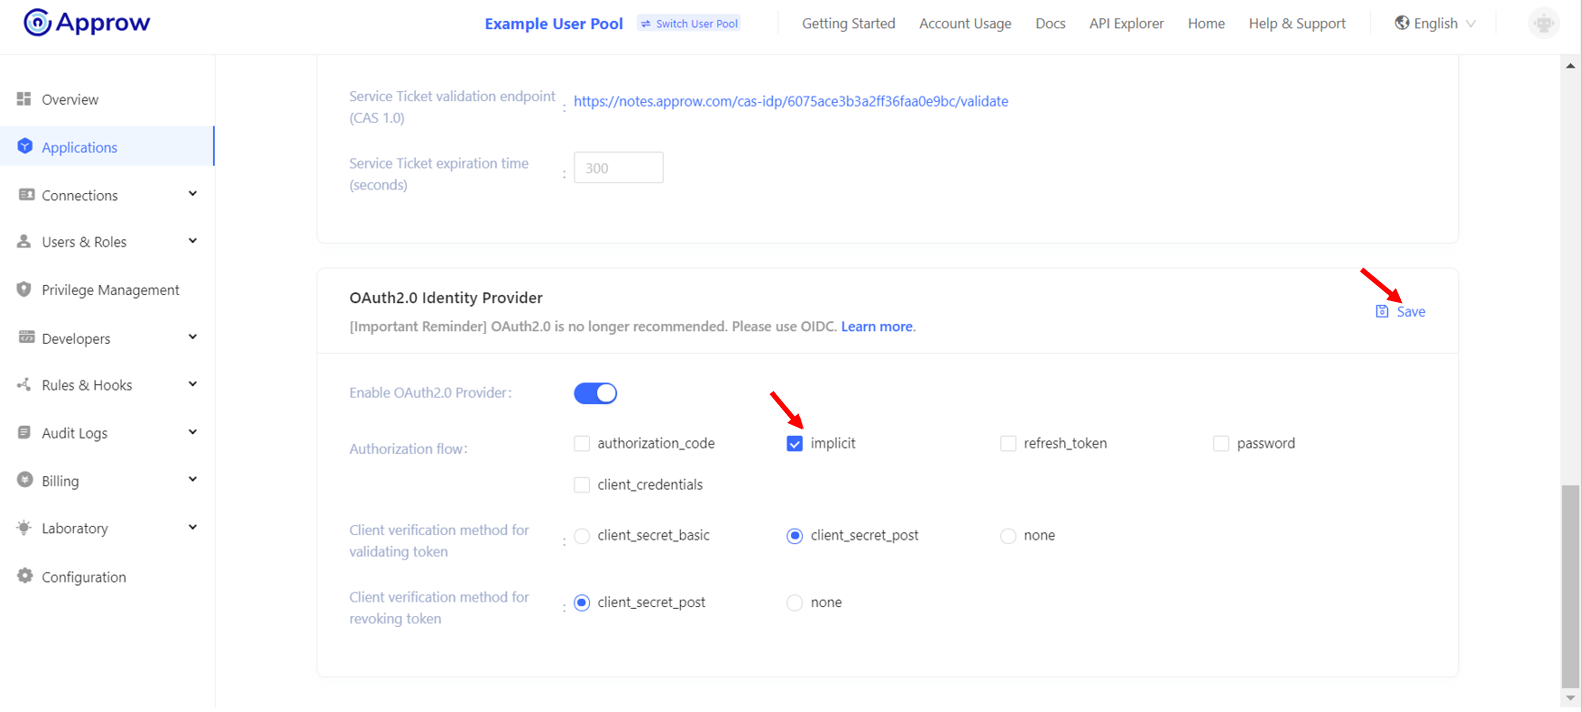 Approw
Example User Pool
Switch User Pool
Getting Started
Account Usage
Docs
API Explorer
Home
Help & Support
English
Overview
Applications
Connections
Users & Roles
Privilege Management
Developers
Rules & Hooks
Audit Logs
Billing
Laboratory
Configuration
Service Ticket validation endpoint
(CAS 1.0)
:
https://notes.approw.com/cas-idp/6075ace3b3a2ff36faa0e9bc/validate
Service Ticket expiration time
(seconds)
:
300
OAuth2.0 Identity Provider
[Important Reminder] OAuth2.0 is no longer recommended. Please use OIDC. Learn more.
Save
Enable OAuth2.0 Provider:
Authorization flow:
authorization_code
implicit
refresh_token
password
client_credentials
Client verification method for
validating token
:
client_secret_basic
client_secret_post
none
Client verification method for
revoking token
:
client_secret_post
none